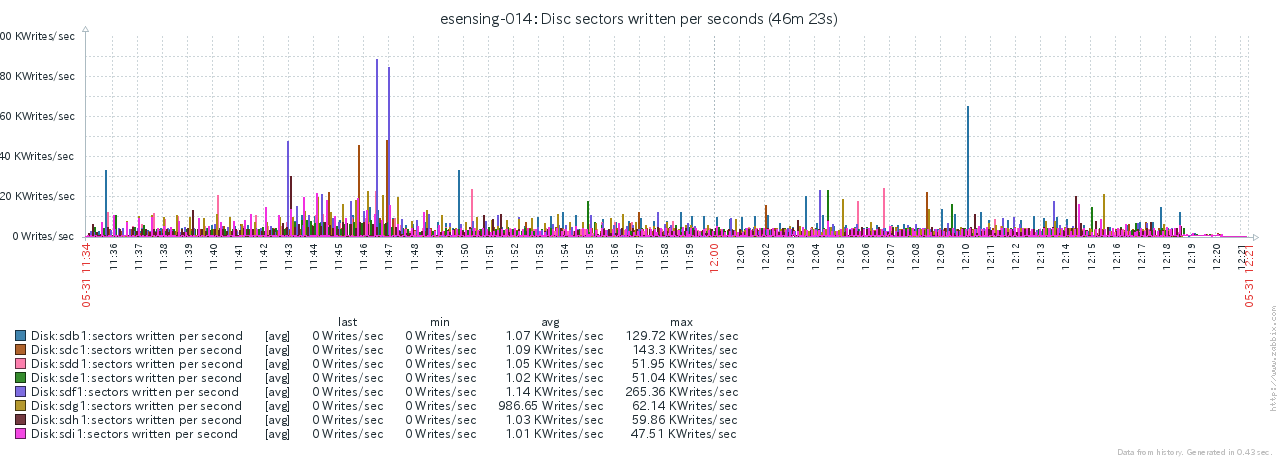 esensing-014: Disc sectors written per seconds (46m 23s)
00 KWrites/sec
80 KWrites/sec
60 KWrites/sec
40 KWrites/sec
20 KWrites/sec
0 Writes/sec
05-31 11:34 11:36 11:37 11:38 11:39 11:40 11:41 11:42 11:43 11:44 11:45 11:46 11:47 11:48 11:49 11:50 11:51 11:52 11:53 11:54 11:55 11:56 11:57 11:58 11:59 12:00 12:01 12:02 12:03 12:04 12:05 12:06 12:07 12:08 12:09 12:10 12:11 12:12 12:13 12:14 12:15 12:16 12:17 12:18 12:19 12:20 12:21 05-31 12:21
last min avg max
Disk:sdb1:sectors written per second [avg] 0 Writes/sec 0 Writes/sec 1.07 KWrites/sec 129.72 KWrites/sec
Disk:sdc1:sectors written per second [avg] 0 Writes/sec 0 Writes/sec 1.09 KWrites/sec 143.3 KWrites/sec
Disk:sdd1:sectors written per second [avg] 0 Writes/sec 0 Writes/sec 1.05 KWrites/sec 51.95 KWrites/sec
Disk:sde1:sectors written per second [avg] 0 Writes/sec 0 Writes/sec 1.02 KWrites/sec 51.04 KWrites/sec
Disk:sdf1:sectors written per second [avg] 0 Writes/sec 0 Writes/sec 1.14 KWrites/sec 265.36 KWrites/sec
Disk:sdg1:sectors written per second [avg] 0 Writes/sec 0 Writes/sec 986.65 Writes/sec 62.14 KWrites/sec
Disk:sdh1:sectors written per second [avg] 0 Writes/sec 0 Writes/sec 1.03 KWrites/sec 59.86 KWrites/sec
Disk:sdi1:sectors written per second [avg] 0 Writes/sec 0 Writes/sec 1.01 KWrites/sec 47.51 KWrites/sec
http://www.zabbix.com
Data from history. Generated in 0.43 sec.